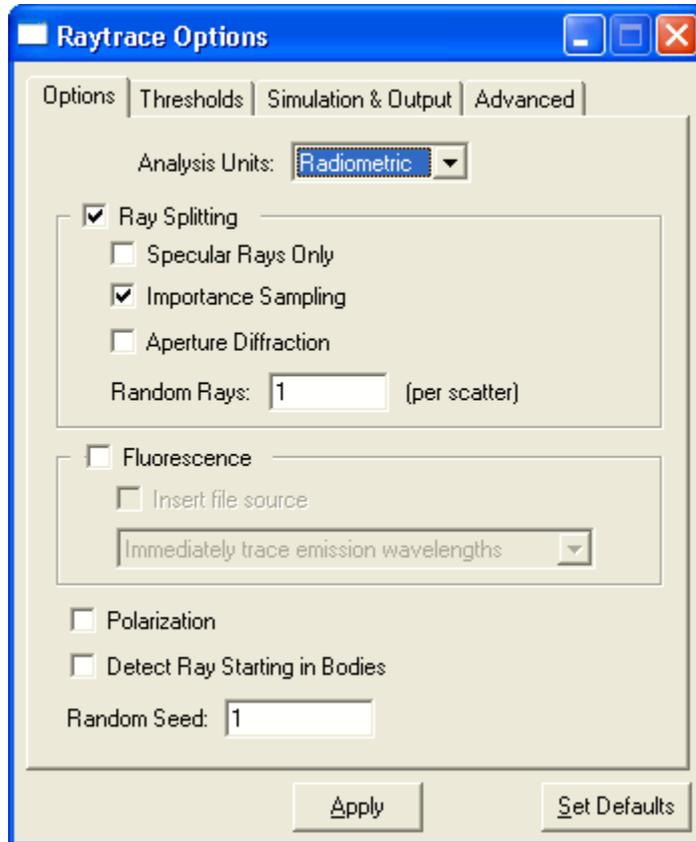 Raytrace Options
Options Thresholds Simulation & Output Advanced
Analysis Units: Radiometric
Ray Splitting
Specular Rays Only
Importance Sampling
Aperture Diffraction
Random Rays: 1 (per scatter)
Fluorescence
Insert file source
Immediately trace emission wavelengths
Polarization
Detect Ray Starting in Bodies
Random Seed: 1
Apply Set Defaults